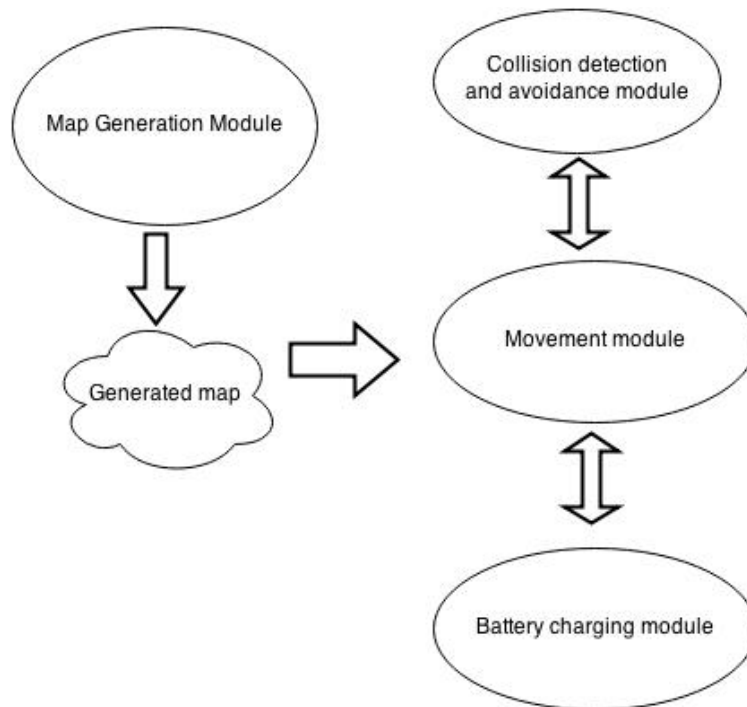 Map Generation Module
Collision detection
and avoidance module
Generated map
Movement module
Battery charging module